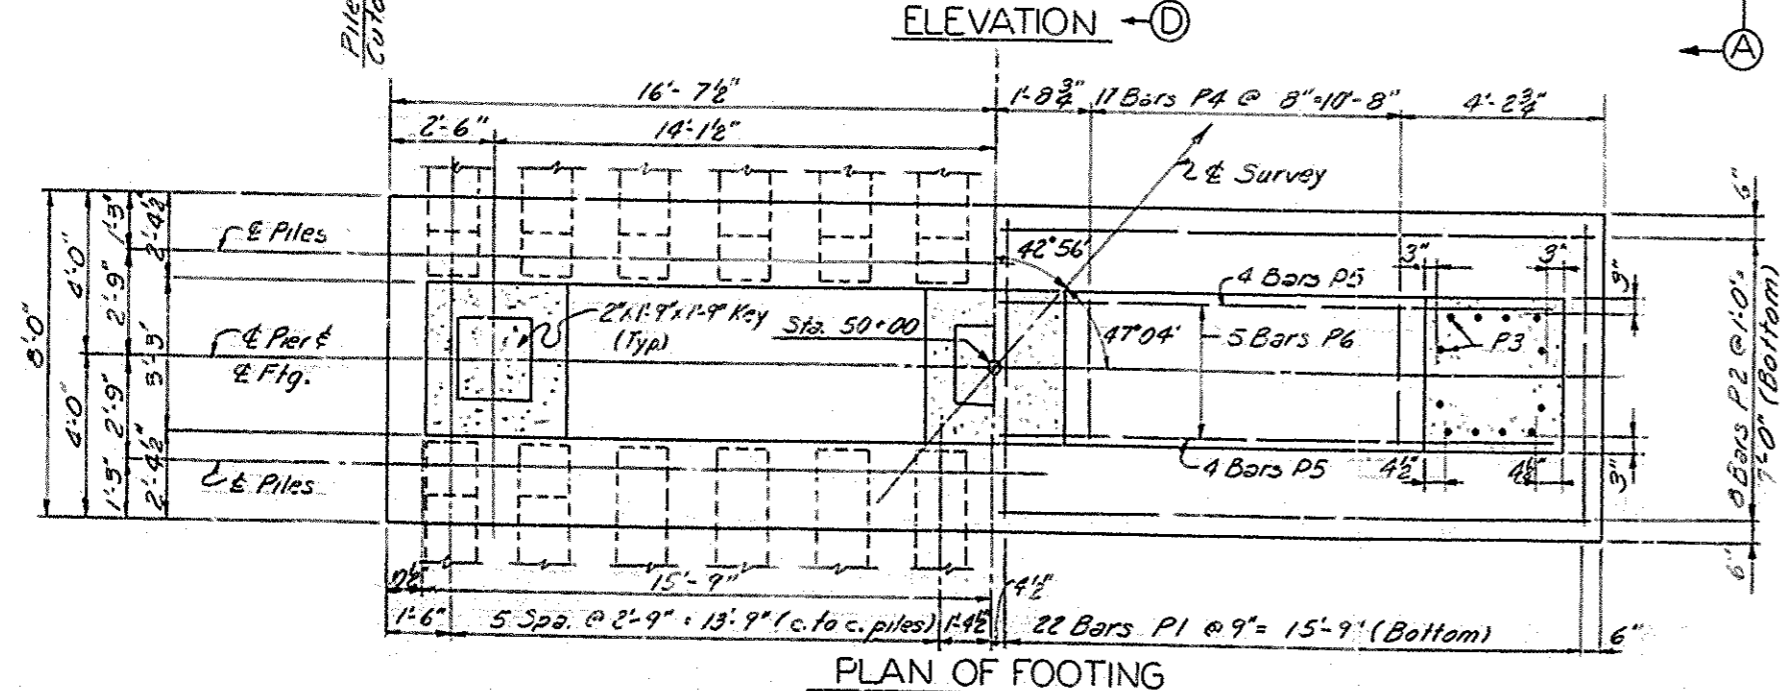 Piles
ELEVATION D
A
16'-7½"
1'-8¾"
17 Bars P4 @ 8"=10'-8"
4'-2¾"
2'-6"
14'-1½"
℄ Survey
6"
8'-0"
4'-0"
4'-0"
1'-3"
2'-9"
2'-9"
2'-4½"
3'-3"
2'-4½"
℄ Piles
42°56'
3"
3"
9"
4 Bars P5
2"x1'-9"x1'-9" Key
(Typ.)
Sta. 50+00
47°04'
5 Bars P6
P3
℄ Pier &
℄ Ftg.
8 Bars P2 @ 1'-0"=
7'-0" (Bottom)
℄ Piles
4 Bars P5
4½"
4½"
3"
6"
15'-9"
4½"
1'-6"
5 Spa. @ 2'-9" = 13'-9" (c. to c. piles)
1'-4½"
22 Bars P1 @ 9"= 15'-9" (Bottom)
6"
PLAN OF FOOTING